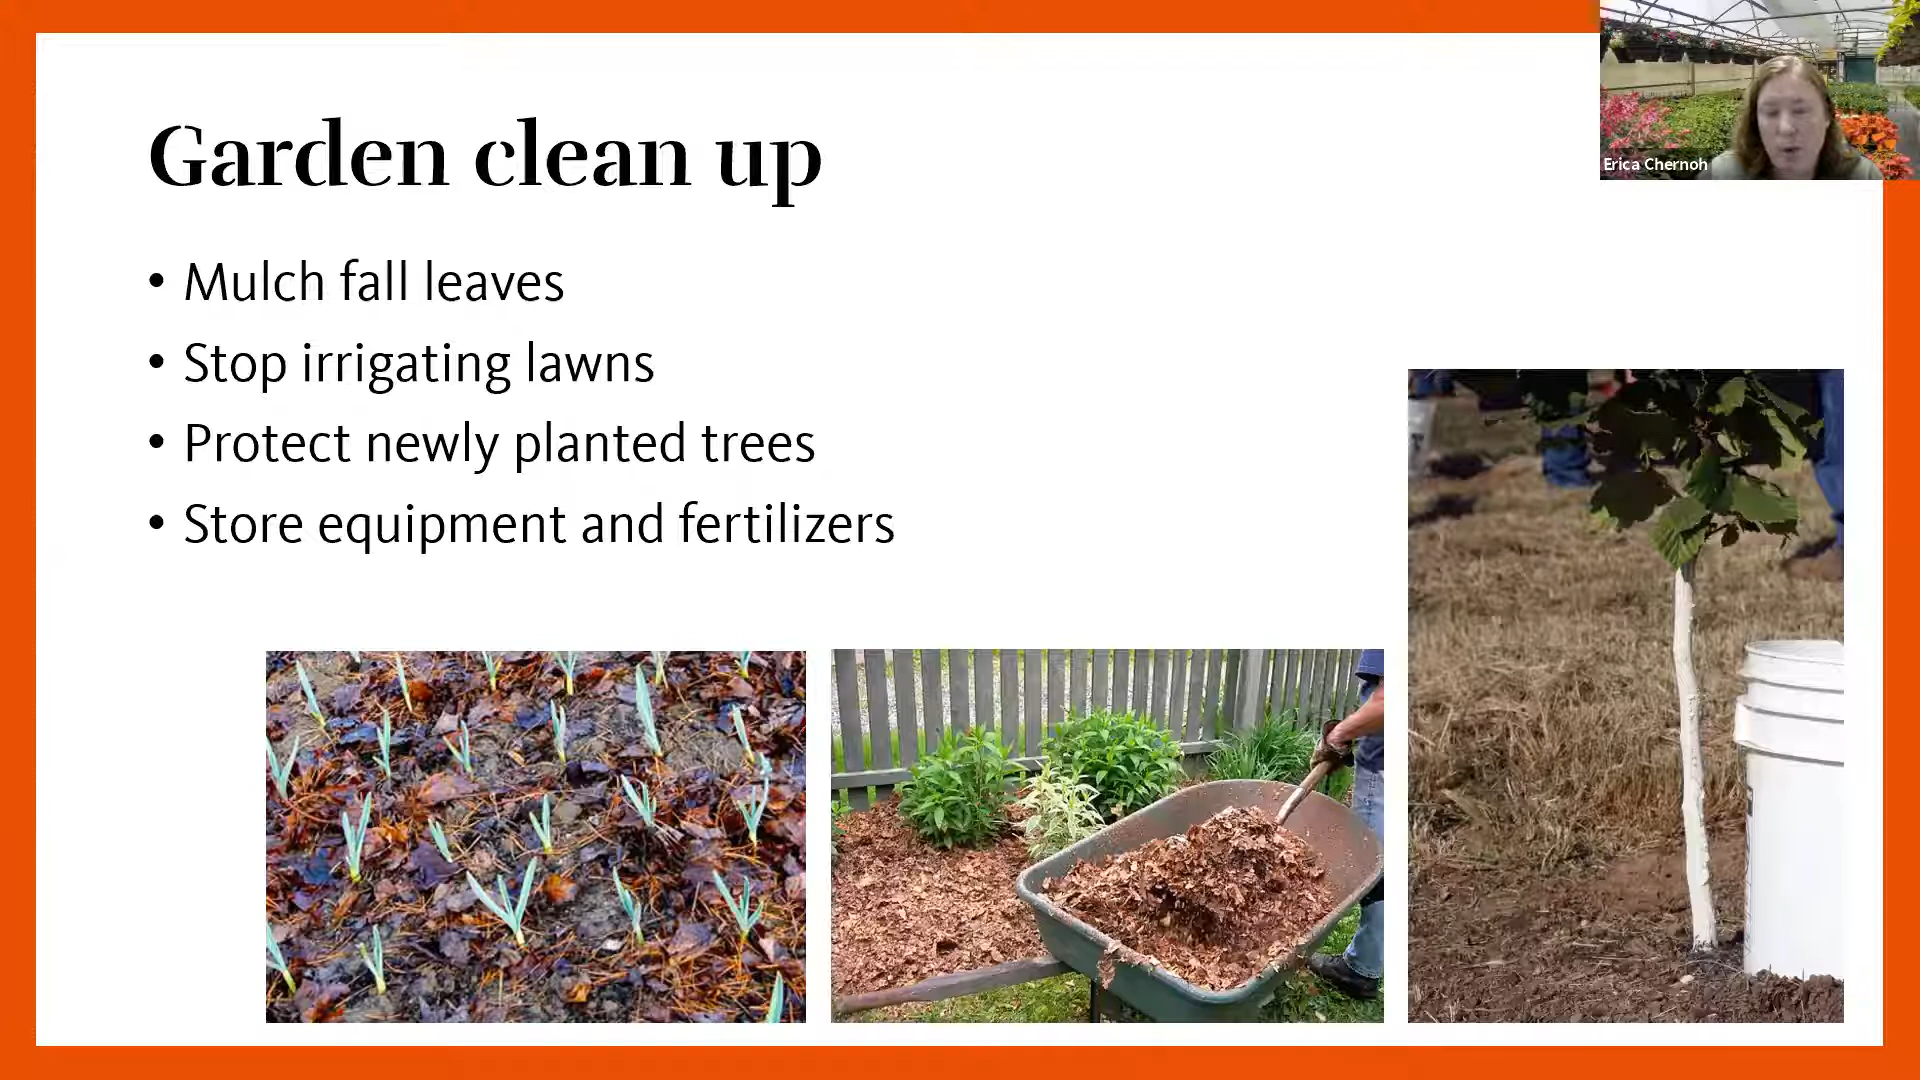 Garden clean up
• Mulch fall leaves
• Stop irrigating lawns
• Protect newly planted trees
• Store equipment and fertilizers
Erica Chernoh